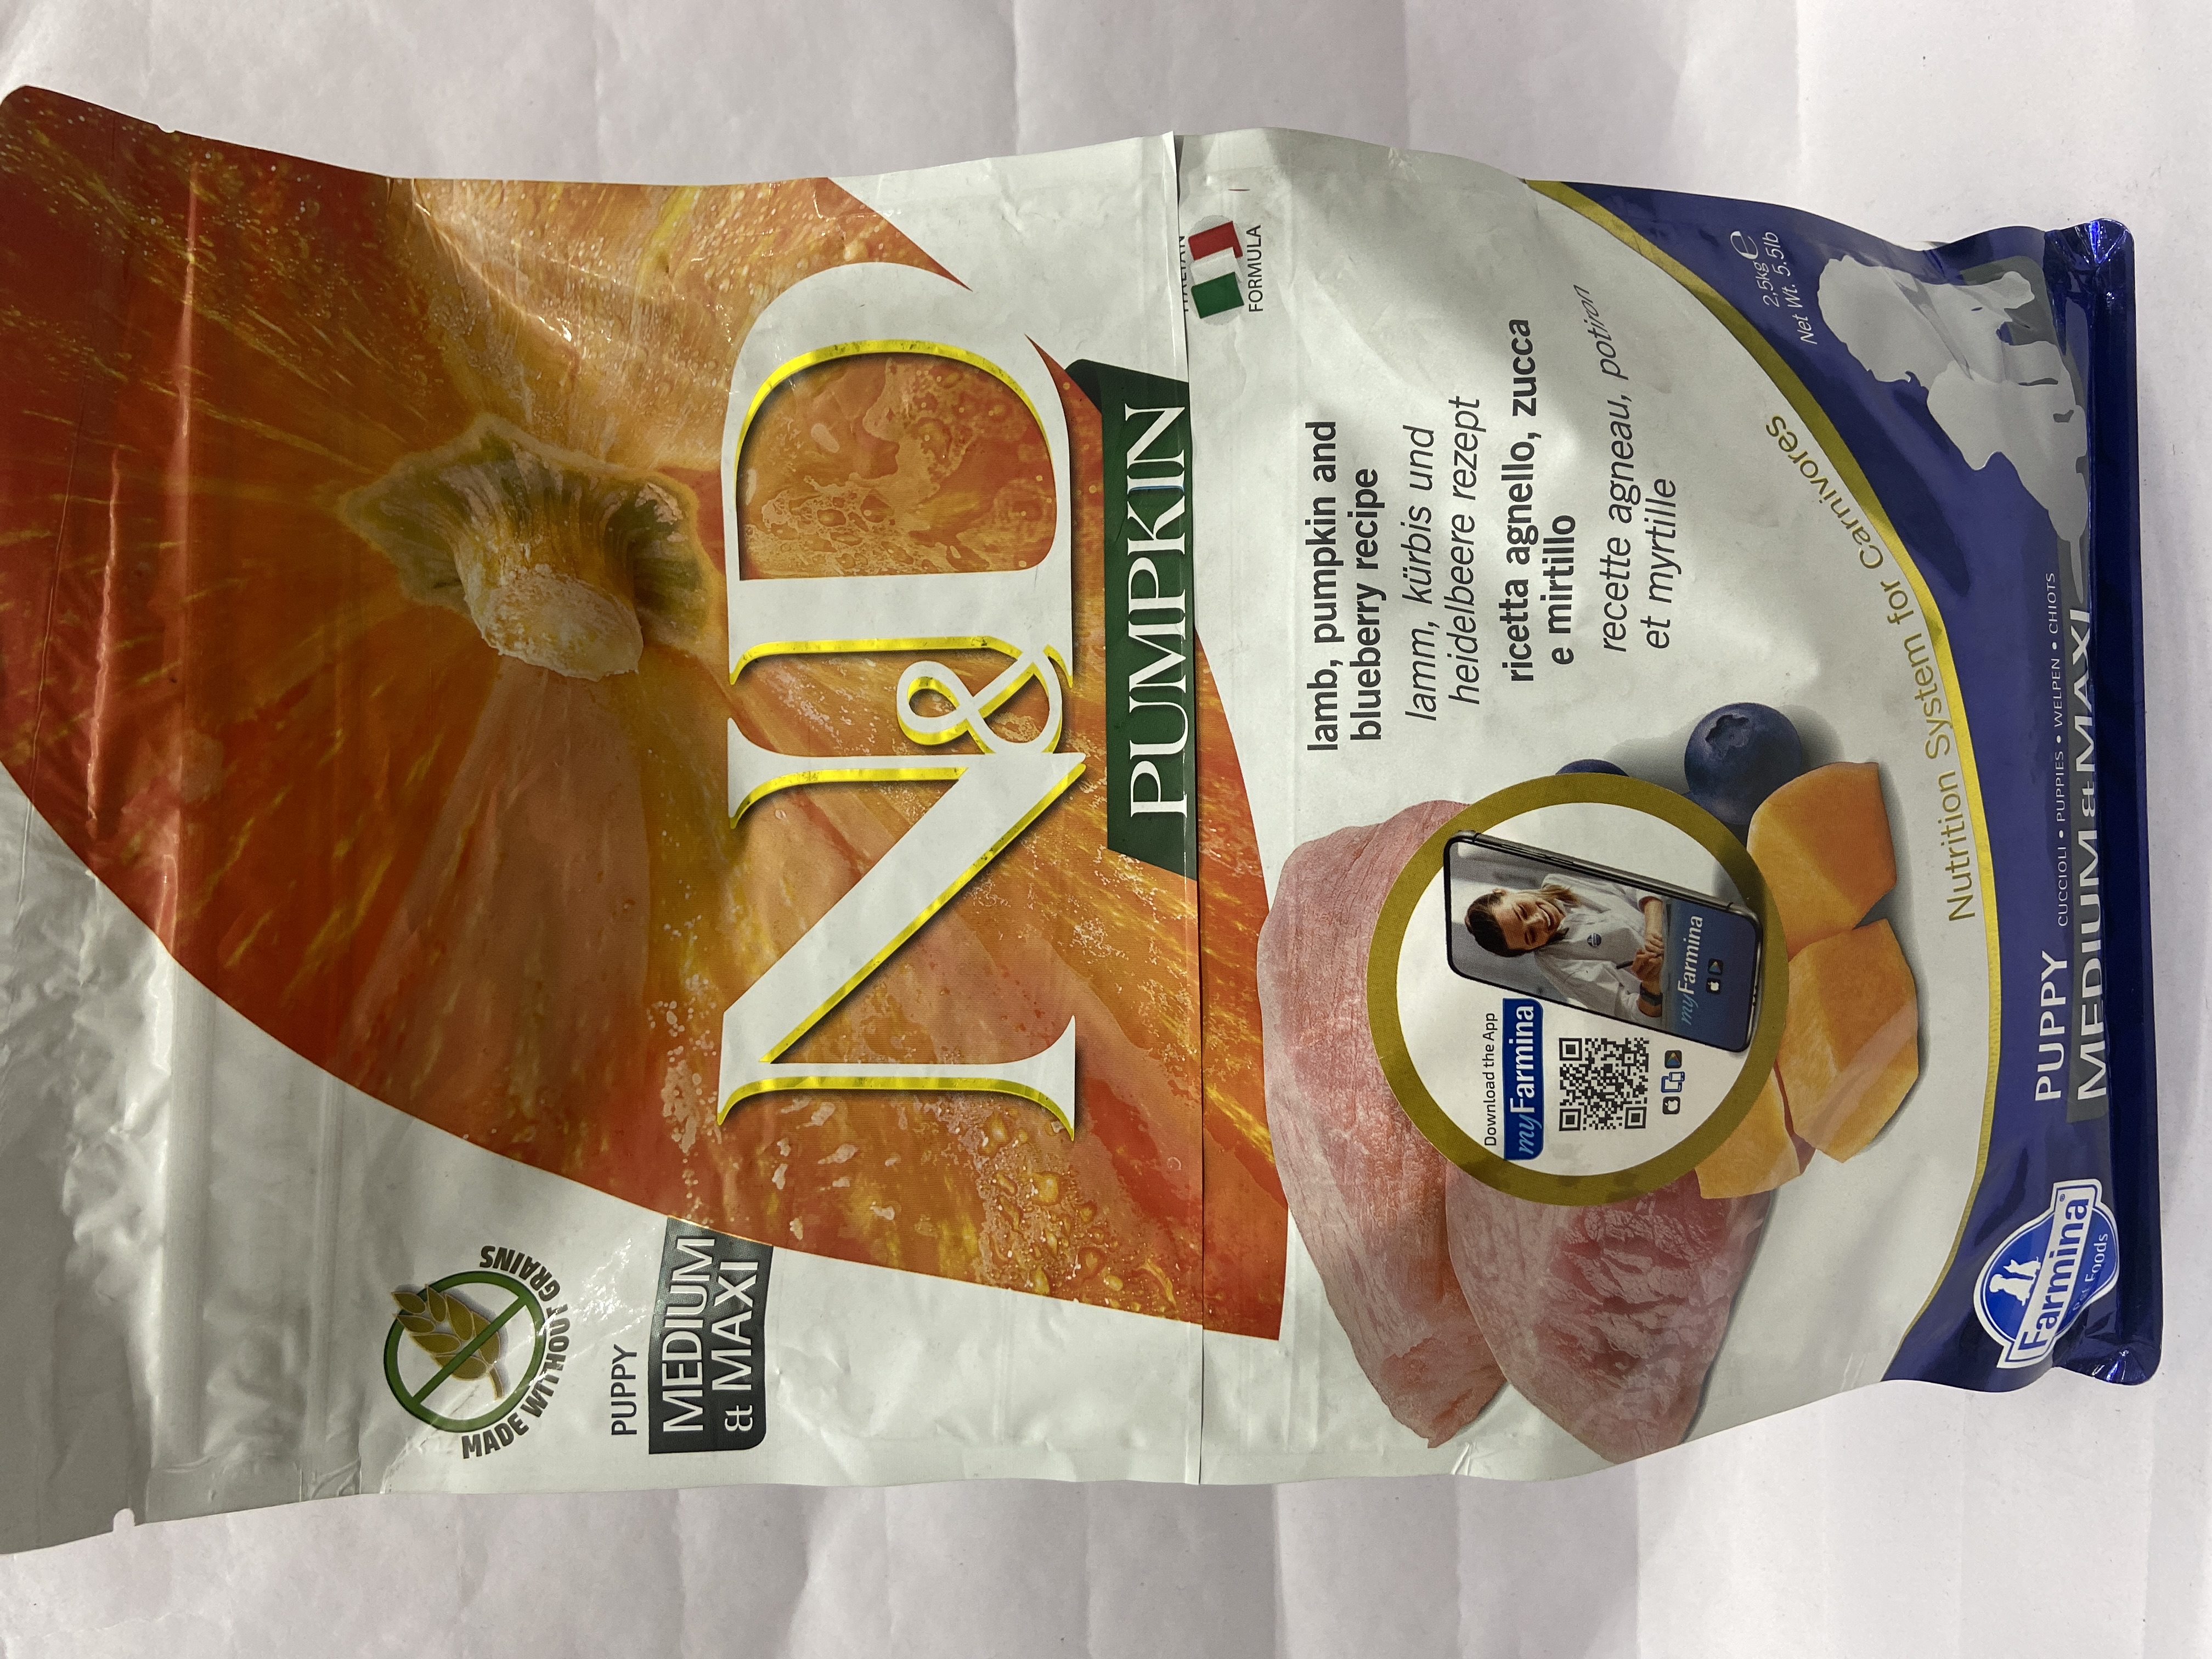 MADE WITHOUT GRAINS
PUPPY
MEDIUM
& MAXI
N&D
PUMPKIN
ITALIAN
FORMULA
lamb, pumpkin and
blueberry recipe
lamm, kürbis und
heidelbeere rezept
ricetta agnello, zucca
e mirtillo
recette agneau, potiron
et myrtille
Download the App
myFarmina
myFarmina
2,5kg e
Net Wt. 5.5lb
Nutrition System for Carnivores
Farmina®
Pet Foods
PUPPY CUCCIOLI • PUPPIES • WELPEN • CHIOTS
MEDIUM & MAXI